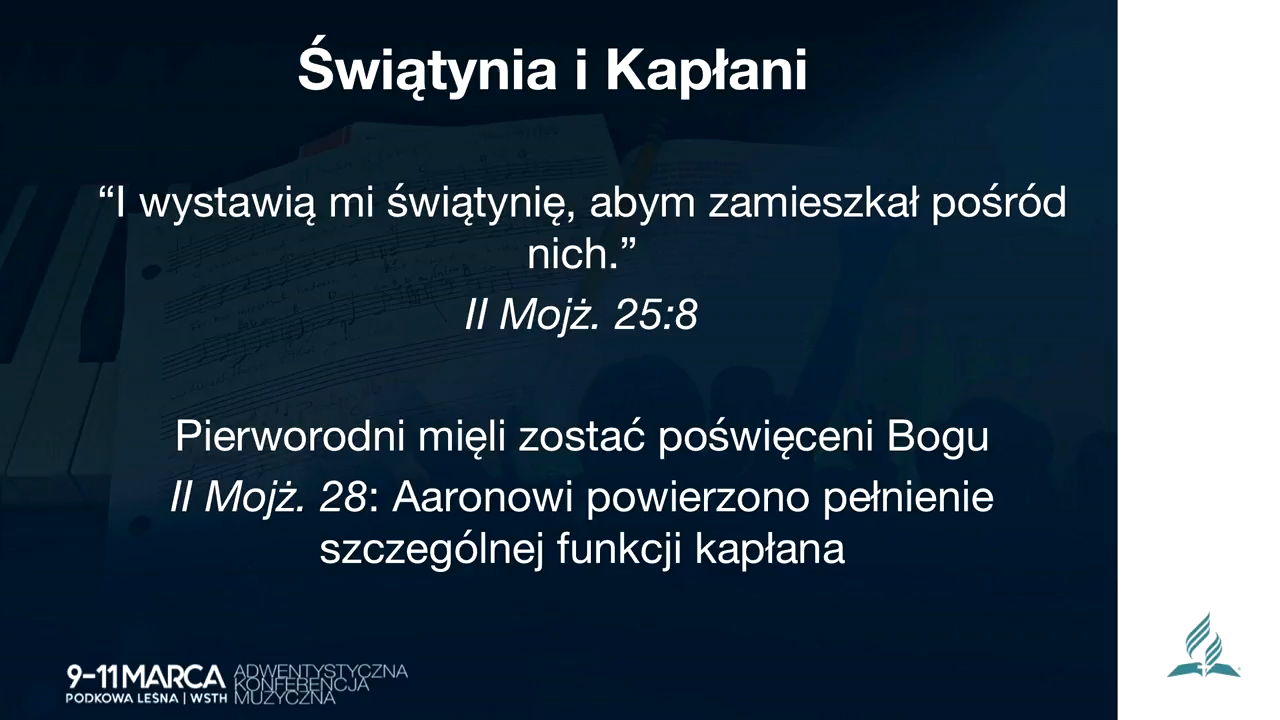 Świątynia i Kapłani
“I wystawią mi świątynię, abym zamieszkał pośród
nich.”
II Mojż. 25:8
Pierworodni mięli zostać poświęceni Bogu
II Mojż. 28: Aaronowi powierzono pełnienie
szczególnej funkcji kapłana
9-11 MARCA
PODKOWA LEŚNA | WSTH
ADWENTYSTYCZNA
KONFERENCJA
MUZYCZNA